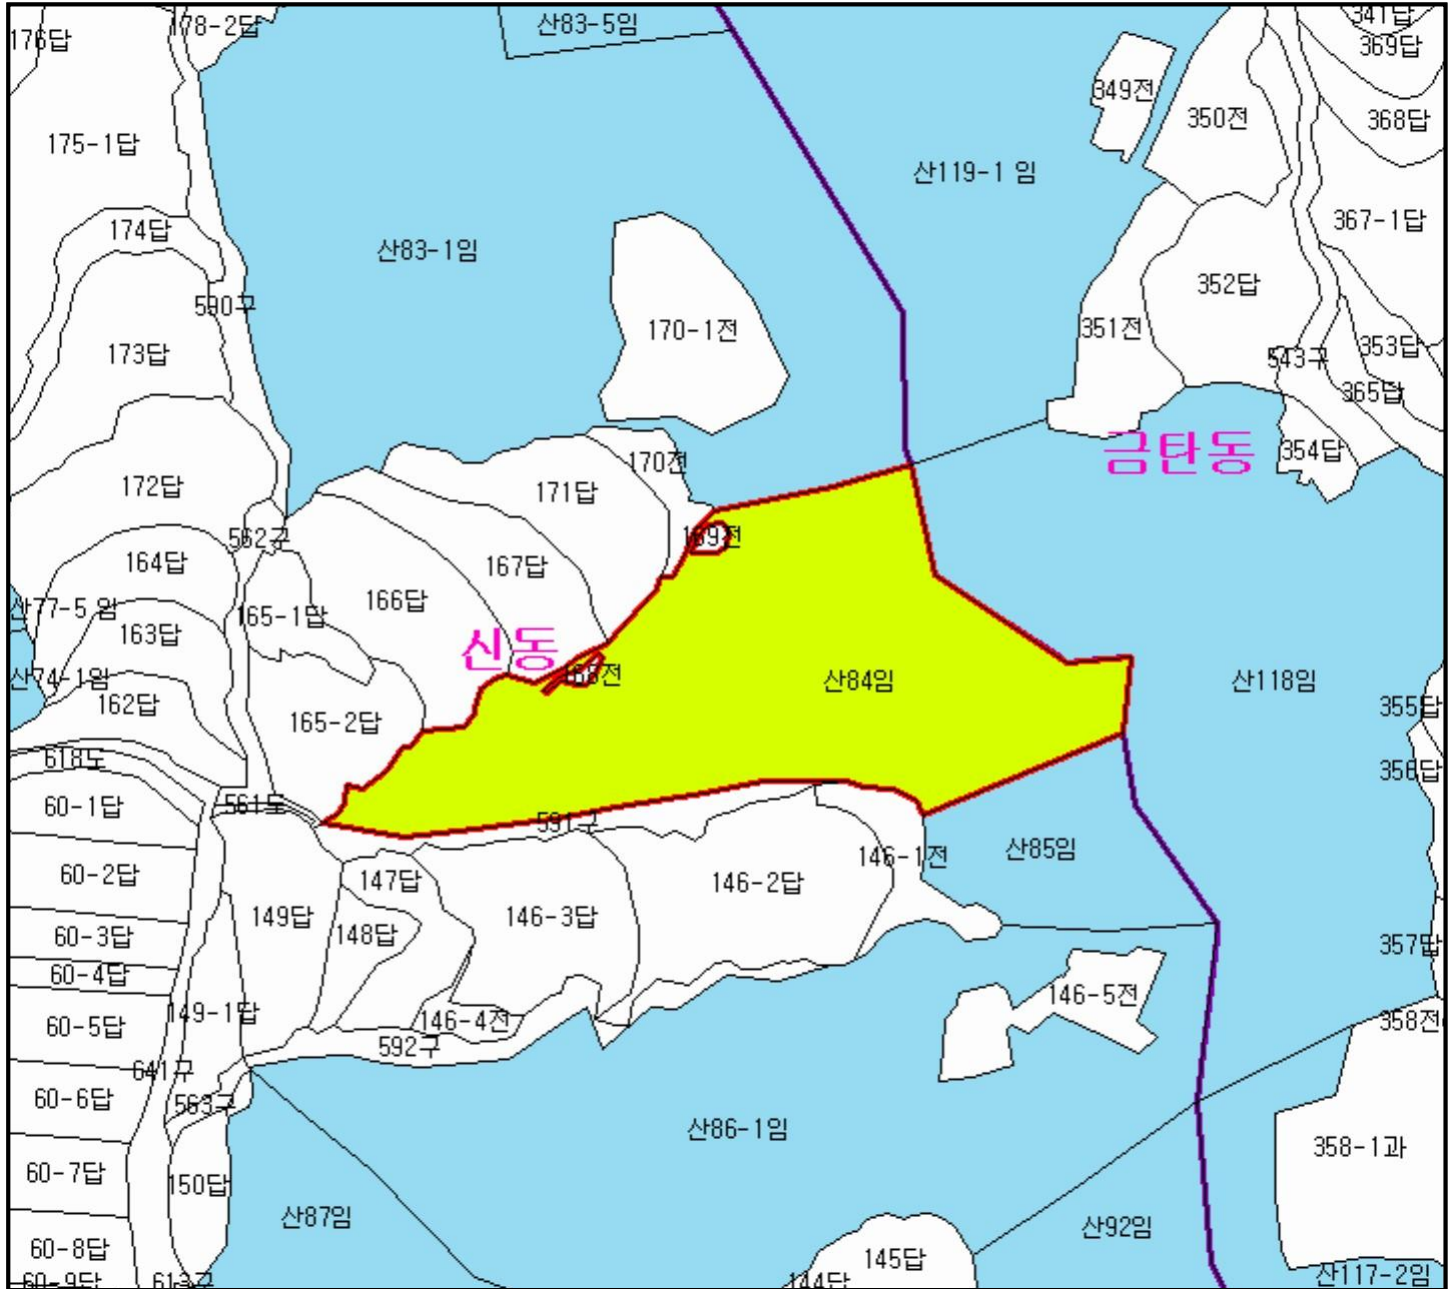 178-2답
산83-5임
341답
176답
369답
349전
350전
368답
175-1답
산119-1 임
367-1답
174답
산83-1임
352답
590구
351전
170-1전
353답
173답
543구
365답
금탄동
354답
170전
172답
171답
169전
562구
164답
167답
166답
산77-5 임
165-1답
163답
신동
168전
산74-1임
산84임
산118임
162답
165-2답
355답
618도
356답
60-1답
561도
591구
산85임
146-1전
60-2답
147답
146-2답
149답
146-3답
148답
60-3답
357답
60-4답
146-5전
149-1답
146-4전
358전
60-5답
592구
641구
60-6답
563구
산86-1임
358-1과
60-7답
150답
산87임
산92임
60-8답
145답
60-9답
613구
144답
산117-2임